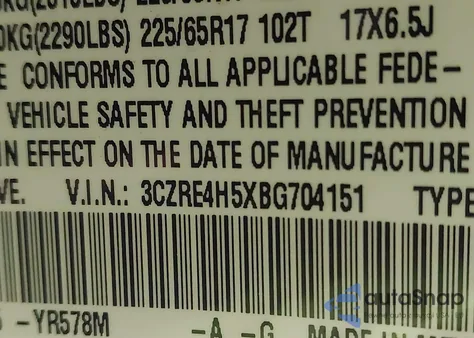 0KG(2290LBS) 225/65R17 102T 17X6.5J
E CONFORMS TO ALL APPLICABLE FEDE–
VEHICLE SAFETY AND THEFT PREVENTION
IN EFFECT ON THE DATE OF MANUFACTURE
VE. V.I.N.: 3CZRE4H5XBG704151 TYPE
autoSnap
-YR578M –A –G MADE IN